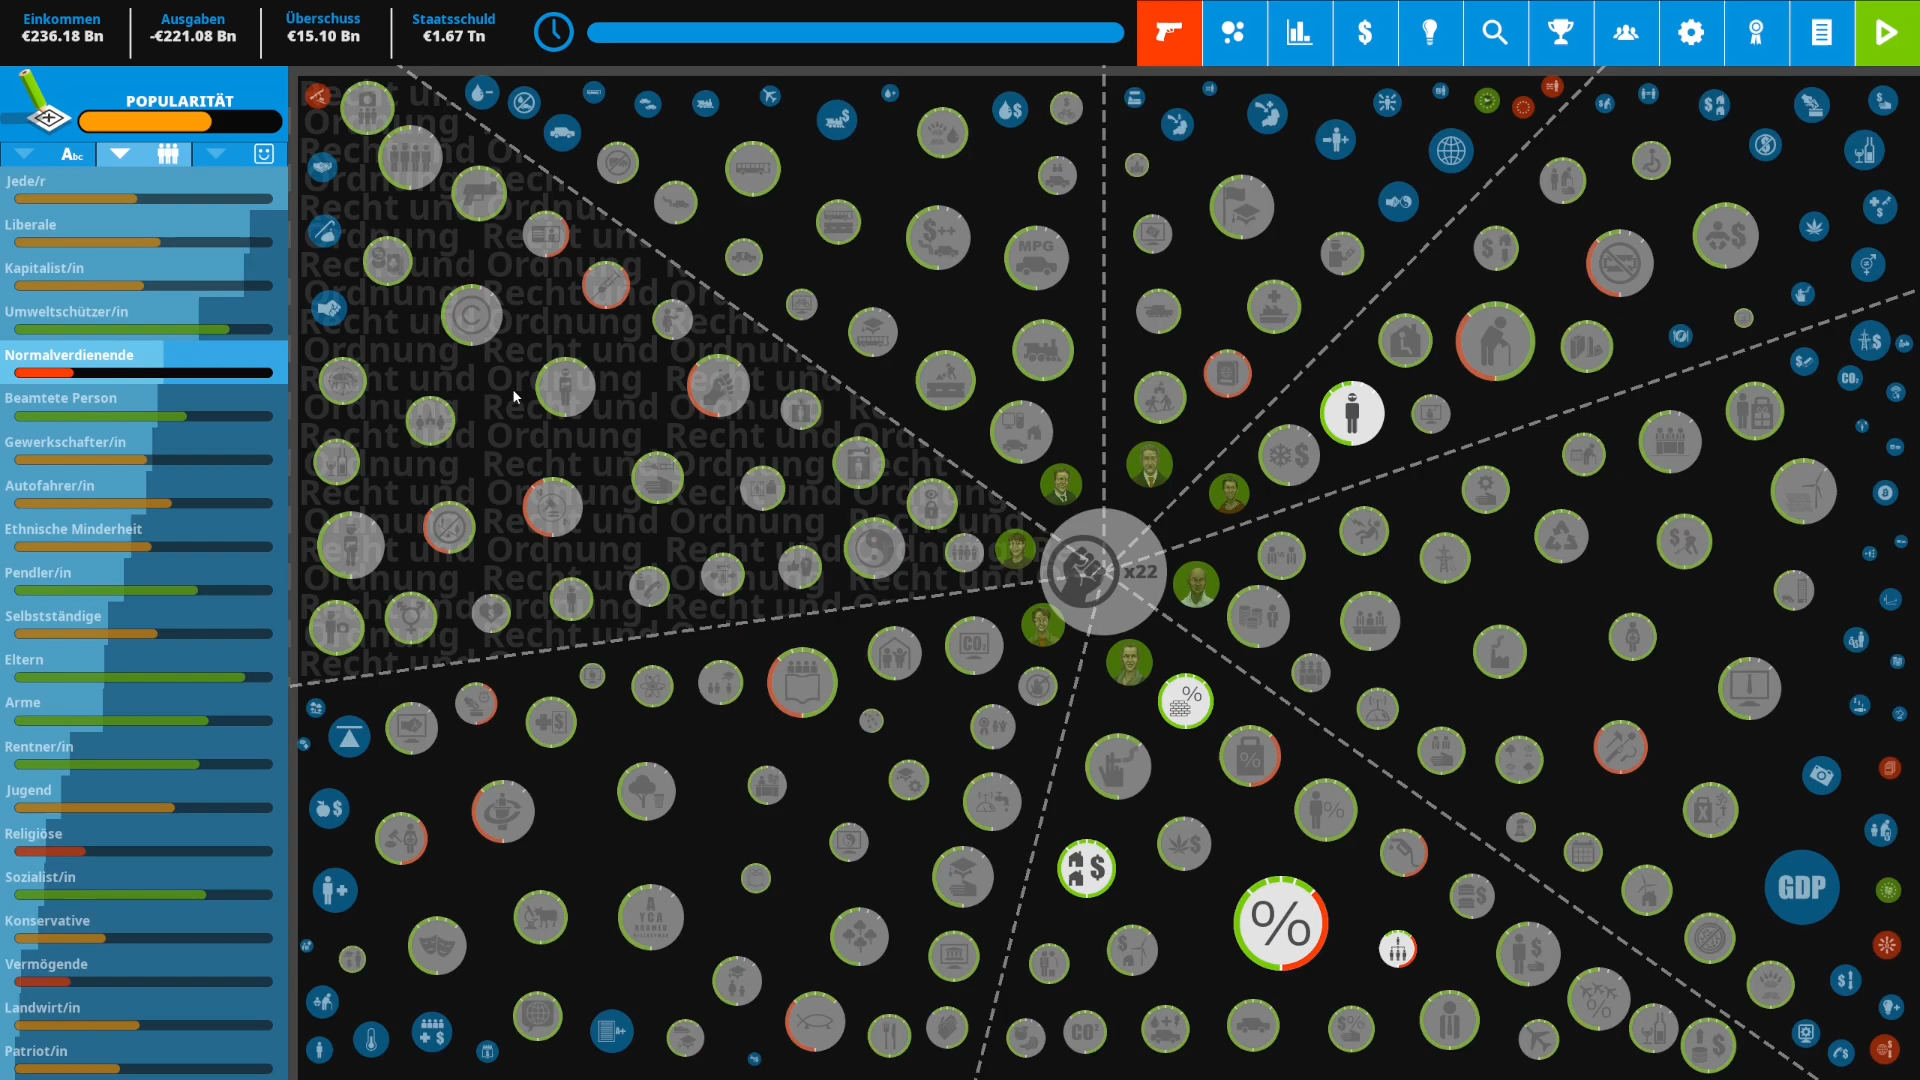 Einkommen
€236.18 Bn
Ausgaben
-€221.08 Bn
Überschuss
€15.10 Bn
Staatsschuld
€1.67 Tn
POPULARITÄT
Abc
Jede/r
Liberale
Kapitalist/in
Umweltschützer/in
Normalverdienende
Beamtete Person
Gewerkschafter/in
Autofahrer/in
Ethnische Minderheit
Pendler/in
Selbstständige
Eltern
Arme
Rentner/in
Jugend
Religiöse
Sozialist/in
Konservative
Vermögende
Landwirt/in
Patriot/in
Recht und Ordnung
MPG
x22
CO₂
CO²
GDP